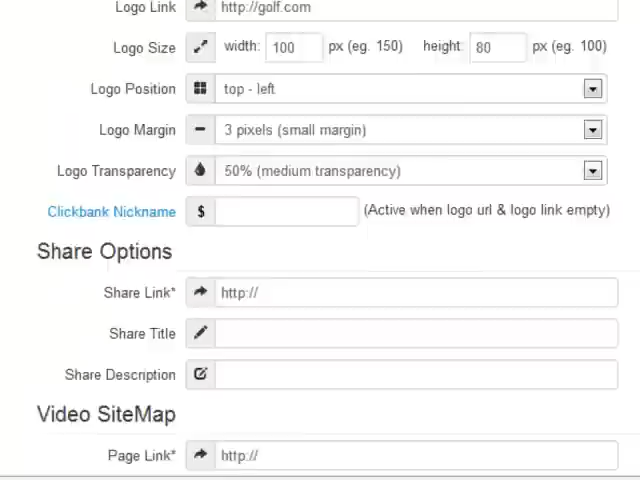 Logo Link http://golf.com
Logo Size width: 100 px (eg. 150) height: 80 px (eg. 100)
Logo Position top - left
Logo Margin 3 pixels (small margin)
Logo Transparency 50% (medium transparency)
Clickbank Nickname $ (Active when logo url & logo link empty)
Share Options
Share Link* http://
Share Title
Share Description
Video SiteMap
Page Link* http://